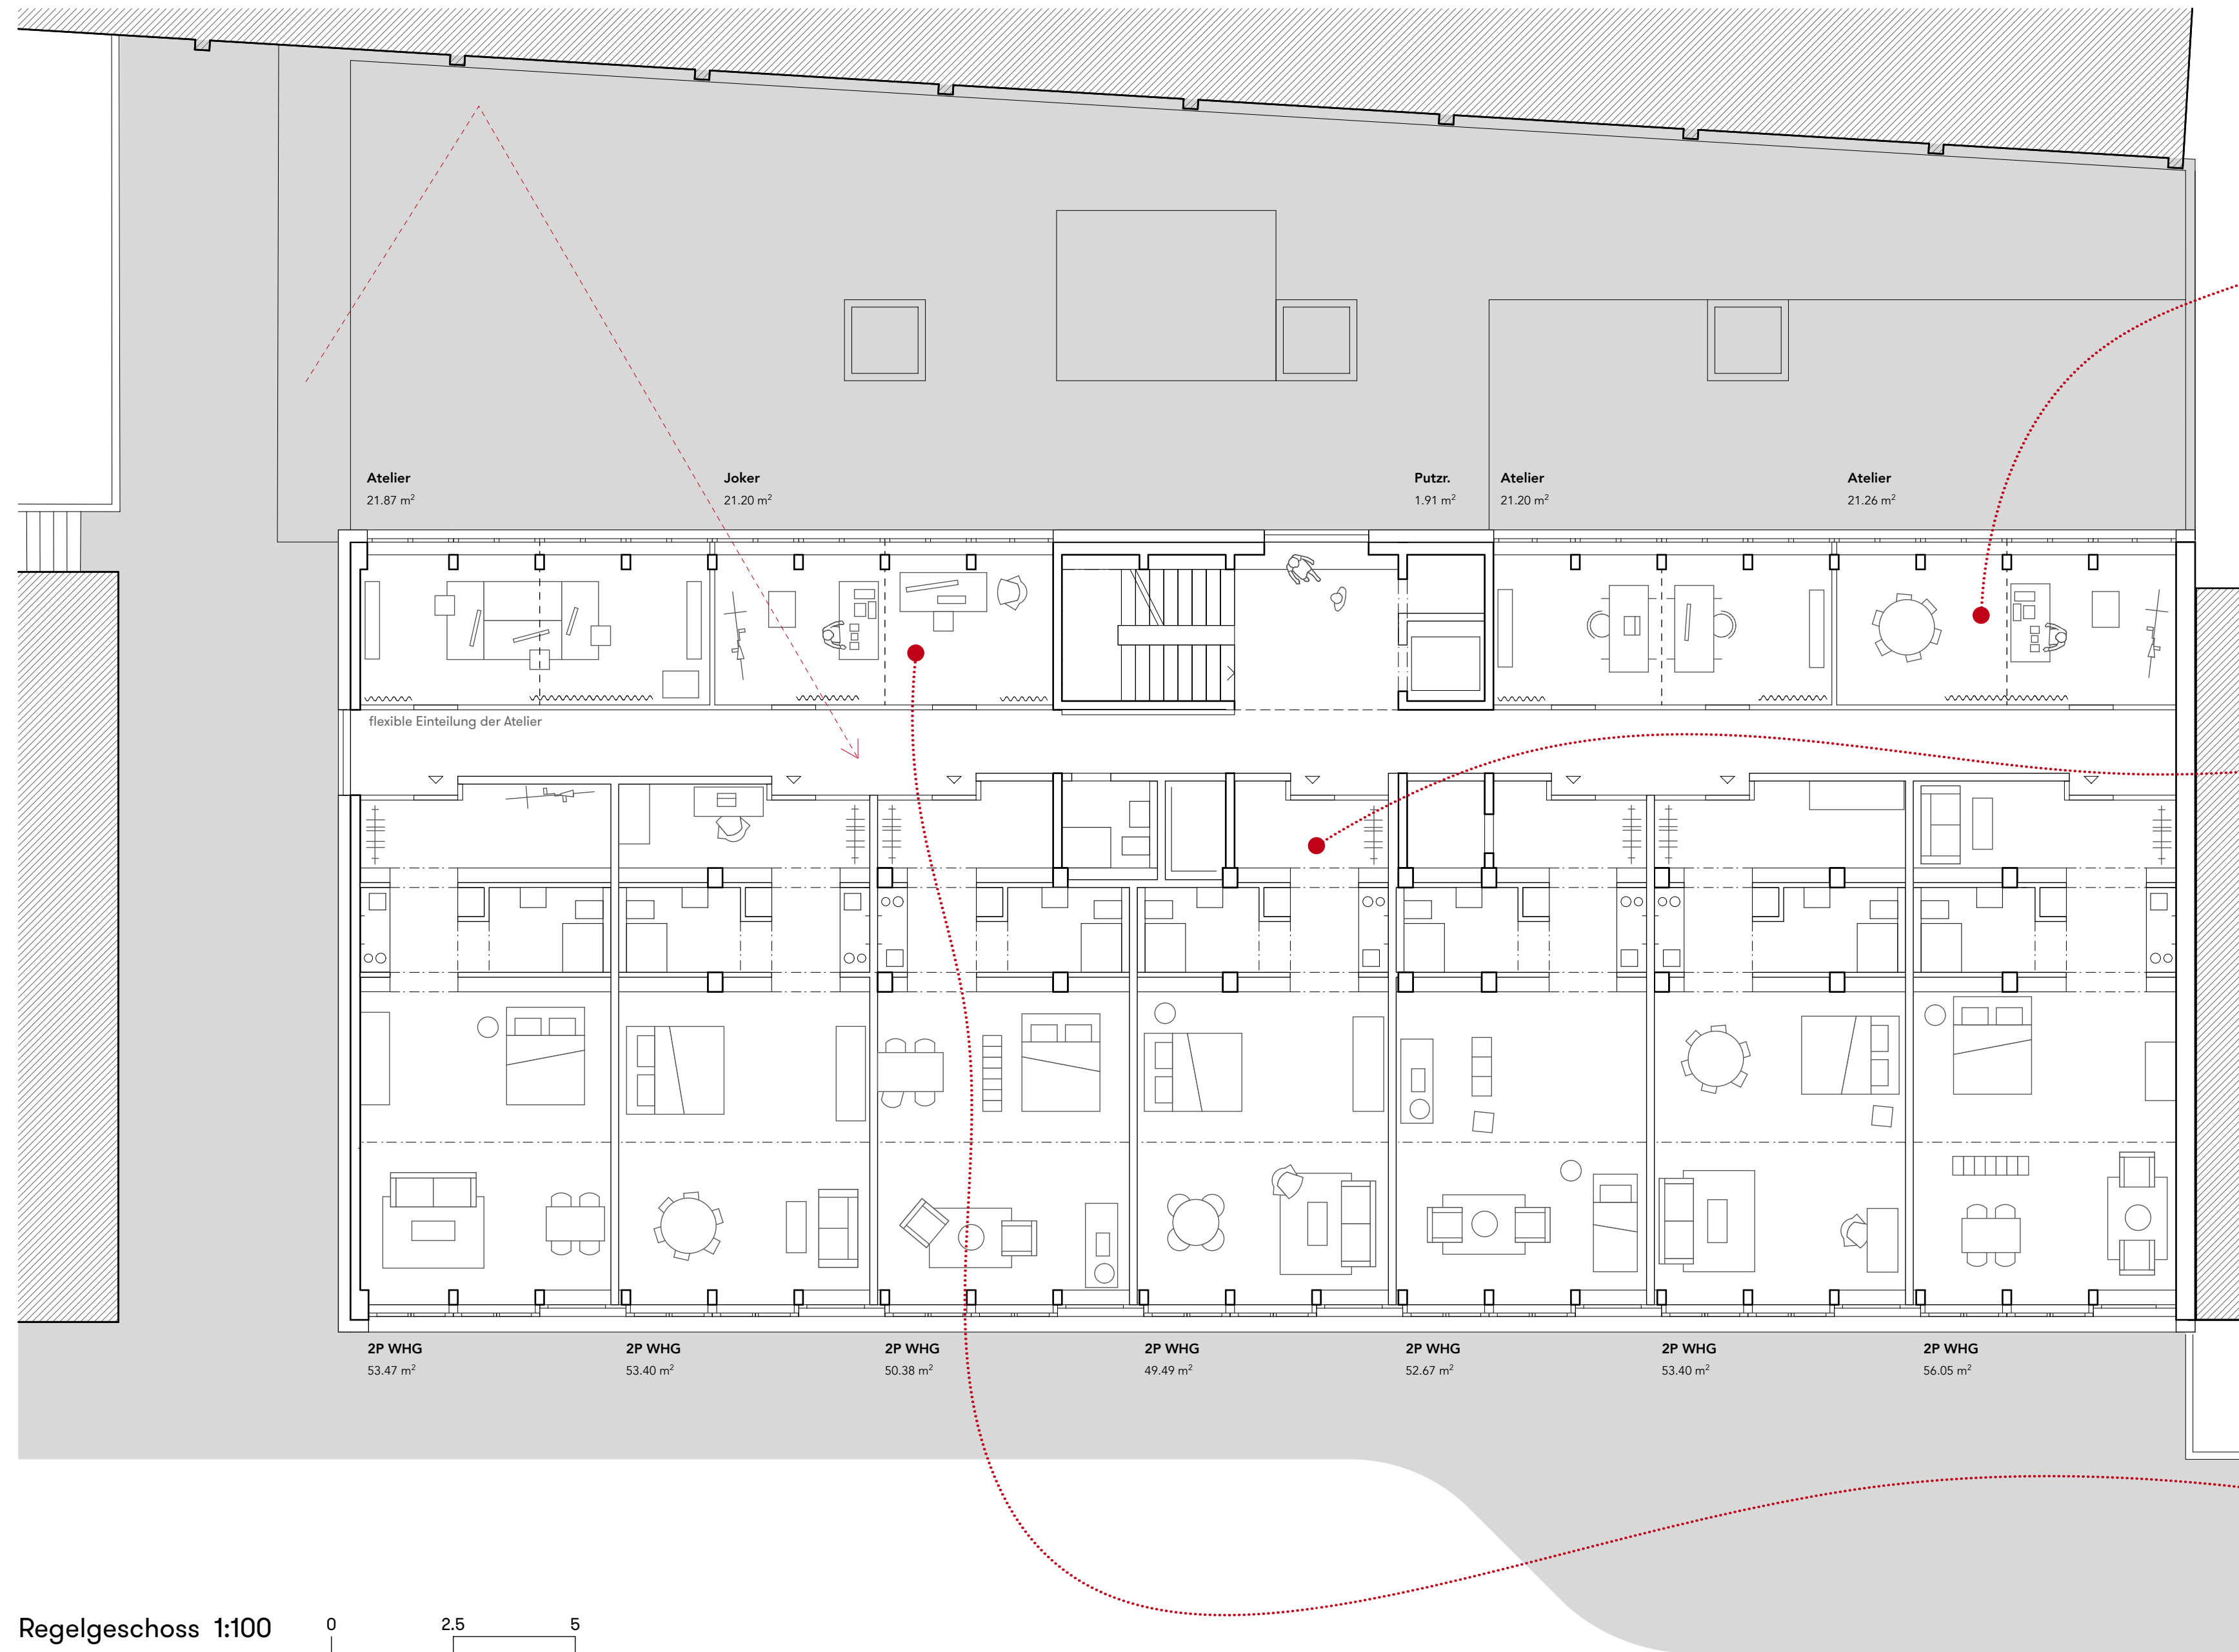 Atelier
21.87 m²
Joker
21.20 m²
Putzr.
1.91 m²
Atelier
21.20 m²
Atelier
21.26 m²
flexible Einteilung der Atelier
2P WHG
53.47 m²
2P WHG
53.40 m²
2P WHG
50.38 m²
2P WHG
49.49 m²
2P WHG
52.67 m²
2P WHG
53.40 m²
2P WHG
56.05 m²
Regelgeschoss 1:100
0 2.5 5